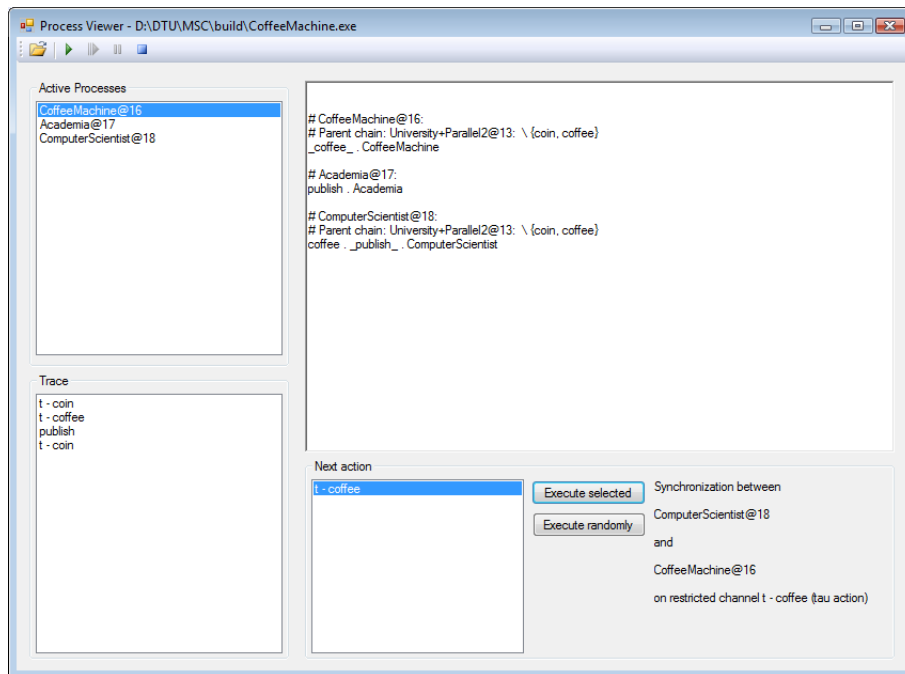 Process Viewer - D:\DTU\MSC\build\CoffeeMachine.exe
Active Processes
CoffeeMachine@16
Academia@17
ComputerScientist@18
# CoffeeMachine@16:
# Parent chain: University+Parallel2@13:  \ {coin, coffee}
_coffee_ . CoffeeMachine
# Academia@17:
publish . Academia
# ComputerScientist@18:
# Parent chain: University+Parallel2@13:  \ {coin, coffee}
coffee . _publish_ . ComputerScientist
Trace
t - coin
t - coffee
publish
t - coin
Next action
t - coffee
Execute selected
Execute randomly
Synchronization between
ComputerScientist@18
and
CoffeeMachine@16
on restricted channel t - coffee (tau action)